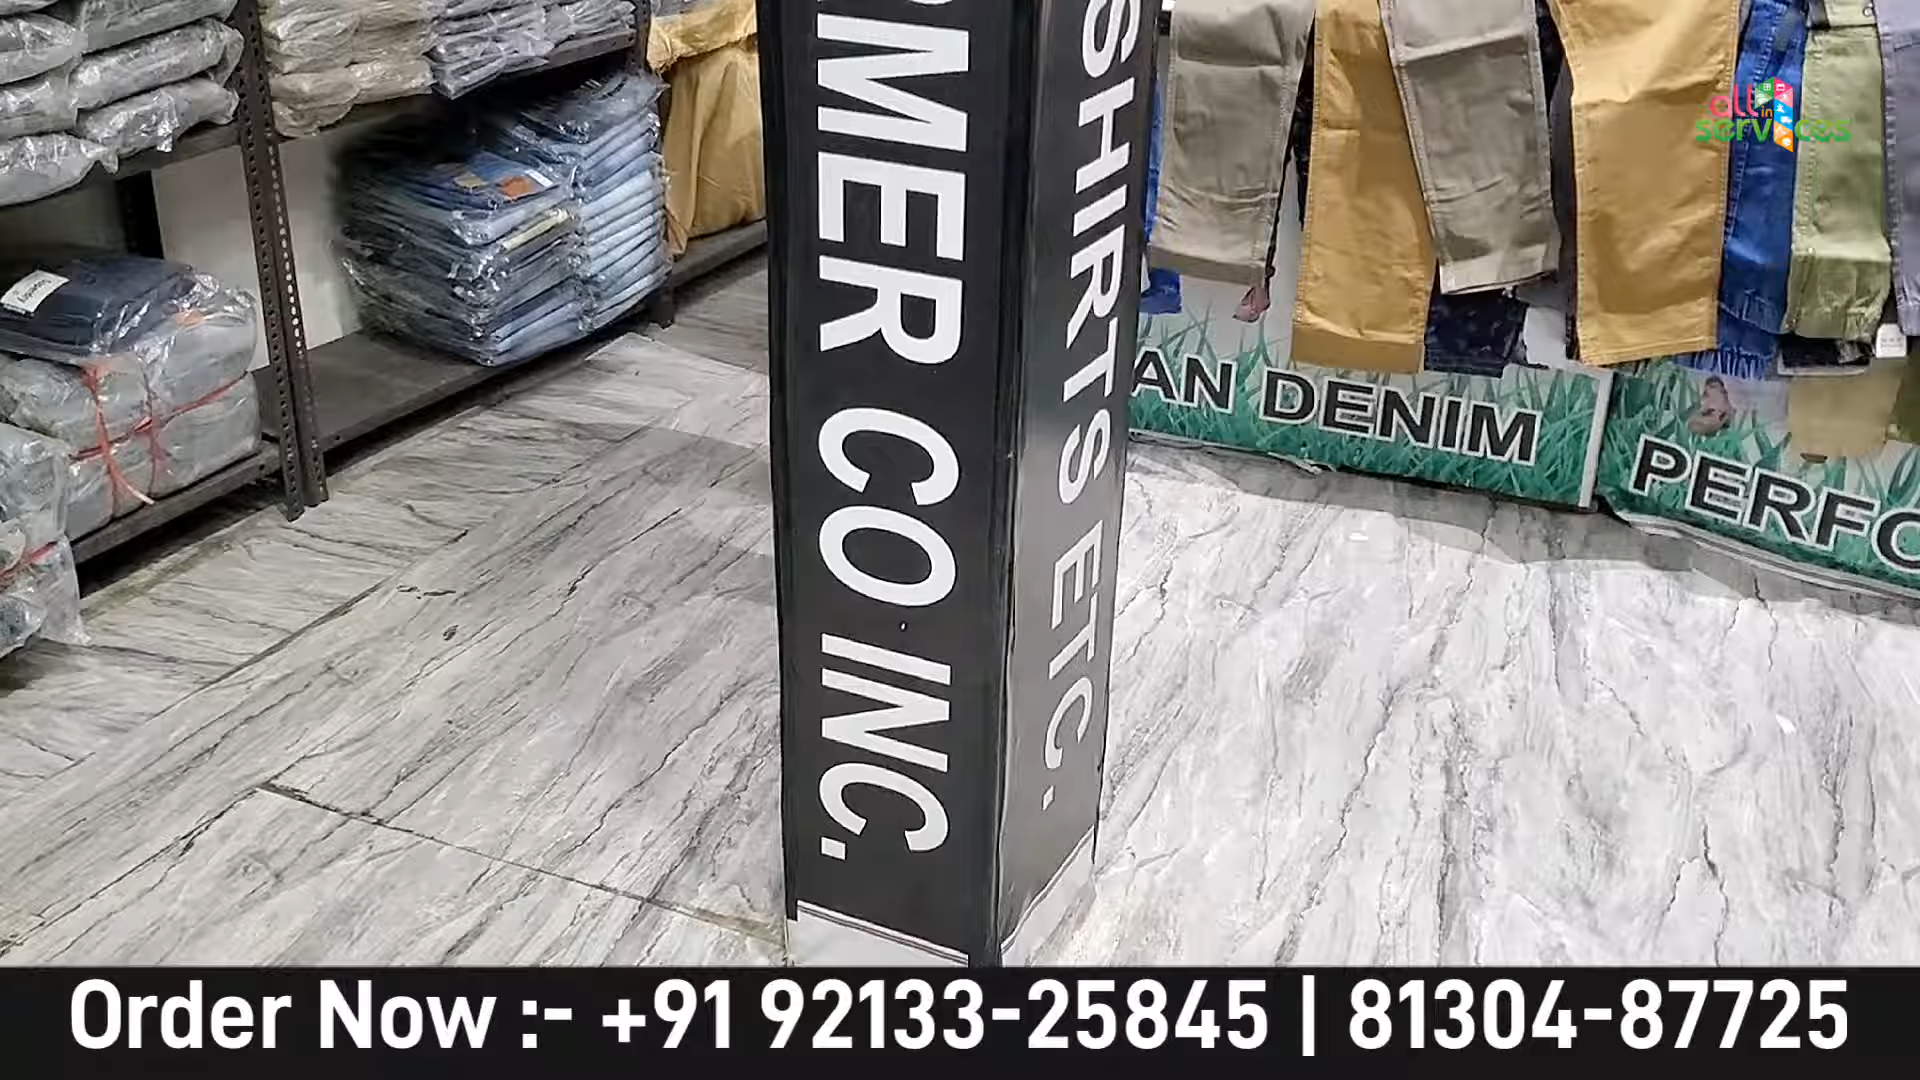 all in services
MER CO INC.
SHIRTS ETC.
AN DENIM
PERFO
Order Now :- +91 92133-25845 | 81304-87725